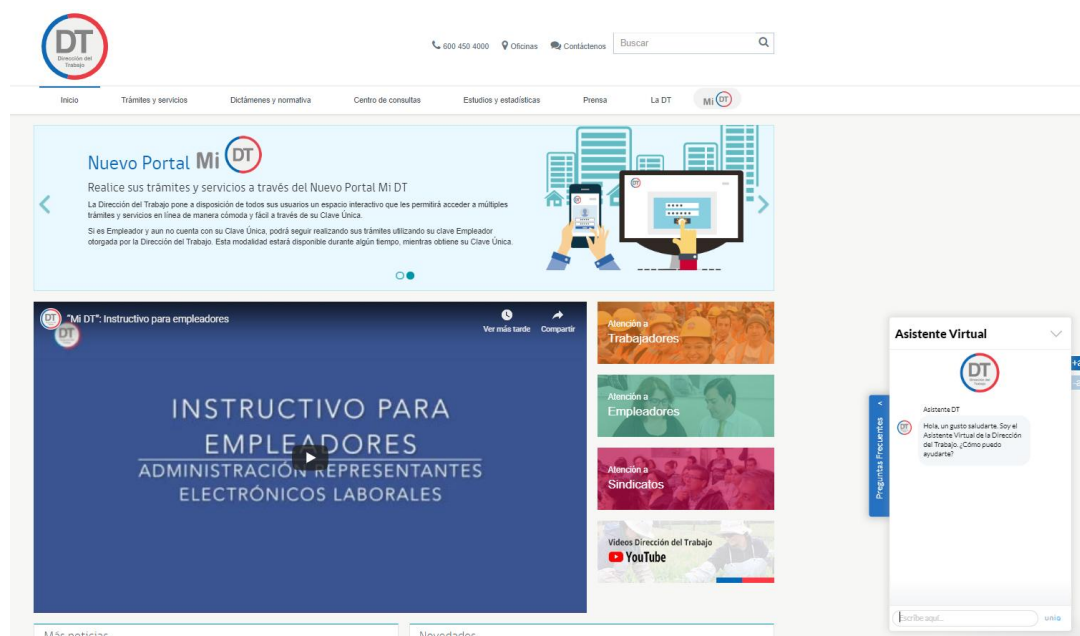 DT
Dirección del
Trabajo
600 450 4000 Oficinas Contáctenos Buscar
Inicio Trámites y servicios Dictámenes y normativa Centro de consultas Estudios y estadísticas Prensa La DT Mi DT
Nuevo Portal Mi DT
Realice sus trámites y servicios a través del Nuevo Portal Mi DT
La Dirección del Trabajo pone a disposición de todos sus usuarios un espacio interactivo que les permitirá acceder a múltiples
trámites y servicios en línea de manera cómoda y fácil a través de su Clave Única.
Si es Empleador y aun no cuenta con su Clave Única, podrá seguir realizando sus trámites utilizando su clave Empleador
otorgada por la Dirección del Trabajo. Esta modalidad estará disponible durante algún tiempo, mientras obtiene su Clave Única.
DT "Mi DT": Instructivo para empleadores
DT
Ver más tarde Compartir
INSTRUCTIVO PARA
EMPLEADORES
ADMINISTRACIÓN REPRESENTANTES
ELECTRÓNICOS LABORALES
Atención a
Trabajadores
Atención a
Empleadores
Atención a
Sindicatos
Videos Dirección del Trabajo
YouTube
Más noticias
Novedades
Asistente Virtual
DT
Dirección del
Trabajo
Asistente DT
DT
Hola, un gusto saludarte. Soy el
Asistente Virtual de la Dirección
del Trabajo. ¿Cómo puedo
ayudarte?
Preguntas Frecuentes
Escribe aquí...
+a